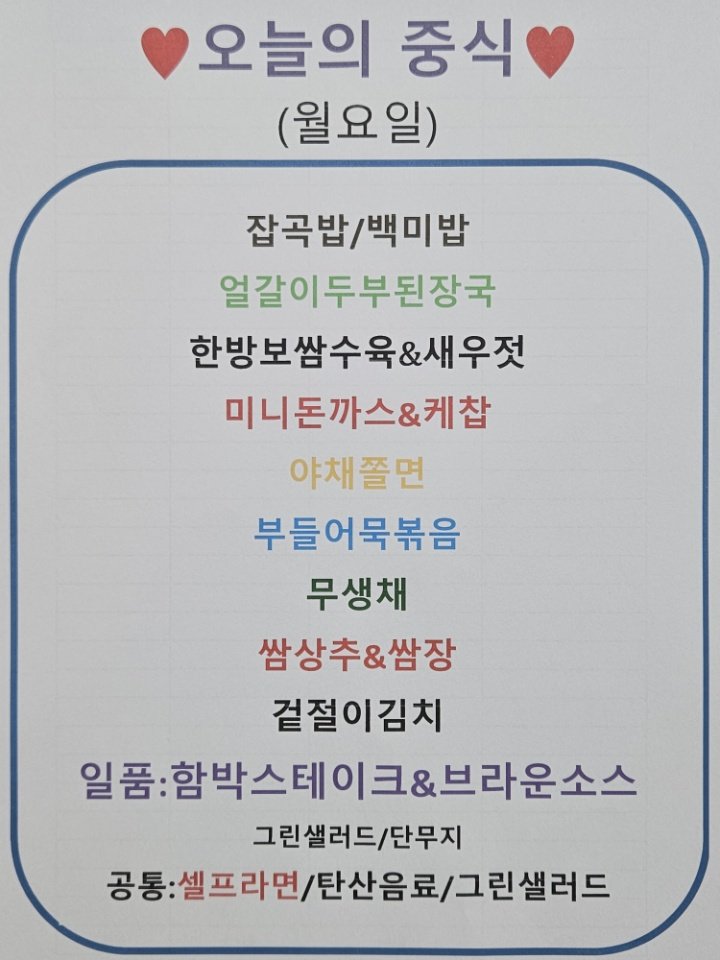 ♥오늘의 중식♥
(월요일)
잡곡밥/백미밥
얼갈이두부된장국
한방보쌈수육&새우젓
미니돈까스&케찹
야채쫄면
부들어묵볶음
무생채
쌈상추&쌈장
겉절이김치
일품:함박스테이크&브라운소스
그린샐러드/단무지
공통:셀프라면/탄산음료/그린샐러드